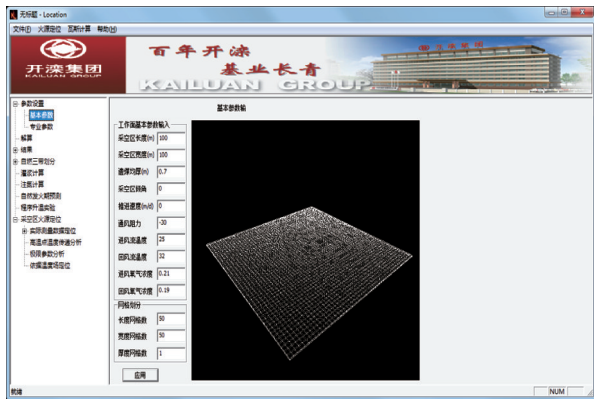 无标题 - Location
文件(F) 火源定位 瓦斯计算 帮助(H)
开滦集团
KAILUAN GROUP
百年开滦
基业长青
KAILUAN GROUP
参数设置
基本参数
专业参数
解算
结果
自然三带划分
灌浆计算
注氮计算
自然发火期预测
程序升温实验
采空区火源定位
实际测量数据定位
高温点温度传递分析
极限参数分析
依据温度场定位
基本参数输
工作面基本参数输入
采空区长度(m) 100
采空区宽度(m) 100
遗煤均厚(m) 0.7
采空区倾角 0
推进速度(m/d) 0
通风阻力 -30
进风流温度 25
回风流温度 32
进风氧气浓度 0.21
回风氧气浓度 0.19
网格划分
长度网格数 50
宽度网格数 50
厚度网格数 1
应用
就绪
NUM